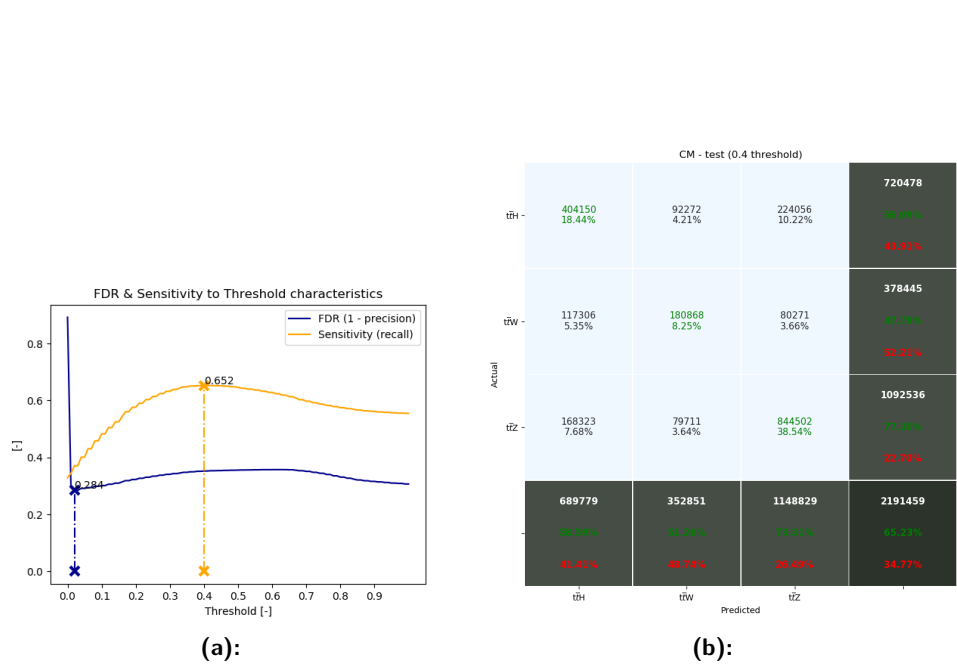 FDR & Sensitivity to Threshold characteristics
FDR (1 - precision)
Sensitivity (recall)
0.652
0.284
0.8
0.6
0.4
0.2
0.0
[-]
0.0 0.1 0.2 0.3 0.4 0.5 0.6 0.7 0.8 0.9
Threshold [-]
(a):
CM - test (0.4 threshold)
Actual
tt̄H
404150 92272 224056 720478
18.44% 4.21% 10.22%
tt̄W
117306 180868 80271 378445
5.35% 8.25% 3.66%
tt̄Z
168323 79711 844502 1092536
7.68% 3.64% 38.54%
22.70%
689779 352851 1148829 2191459
65.23%
34.77%
tt̄H tt̄W tt̄Z
Predicted
(b):